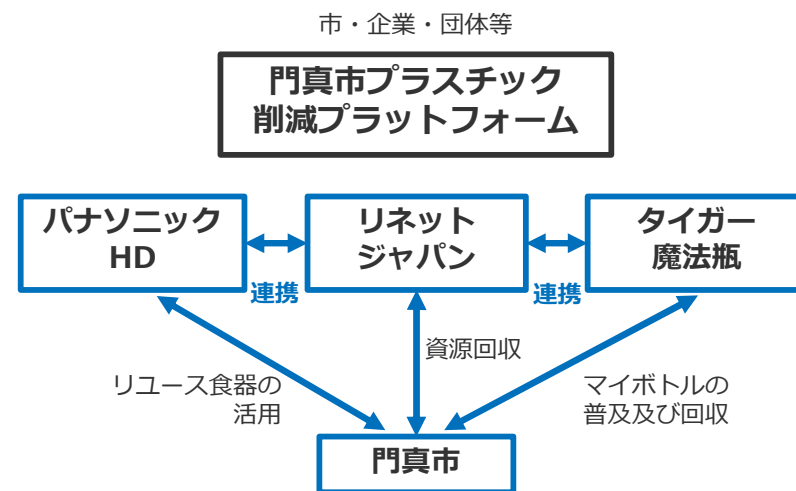 市・企業・団体等
門真市プラスチック
削減プラットフォーム
パナソニック
HD
リネット
ジャパン
タイガー
魔法瓶
連携
連携
資源回収
リユース食器の
活用
マイボトルの
普及及び回収
門真市